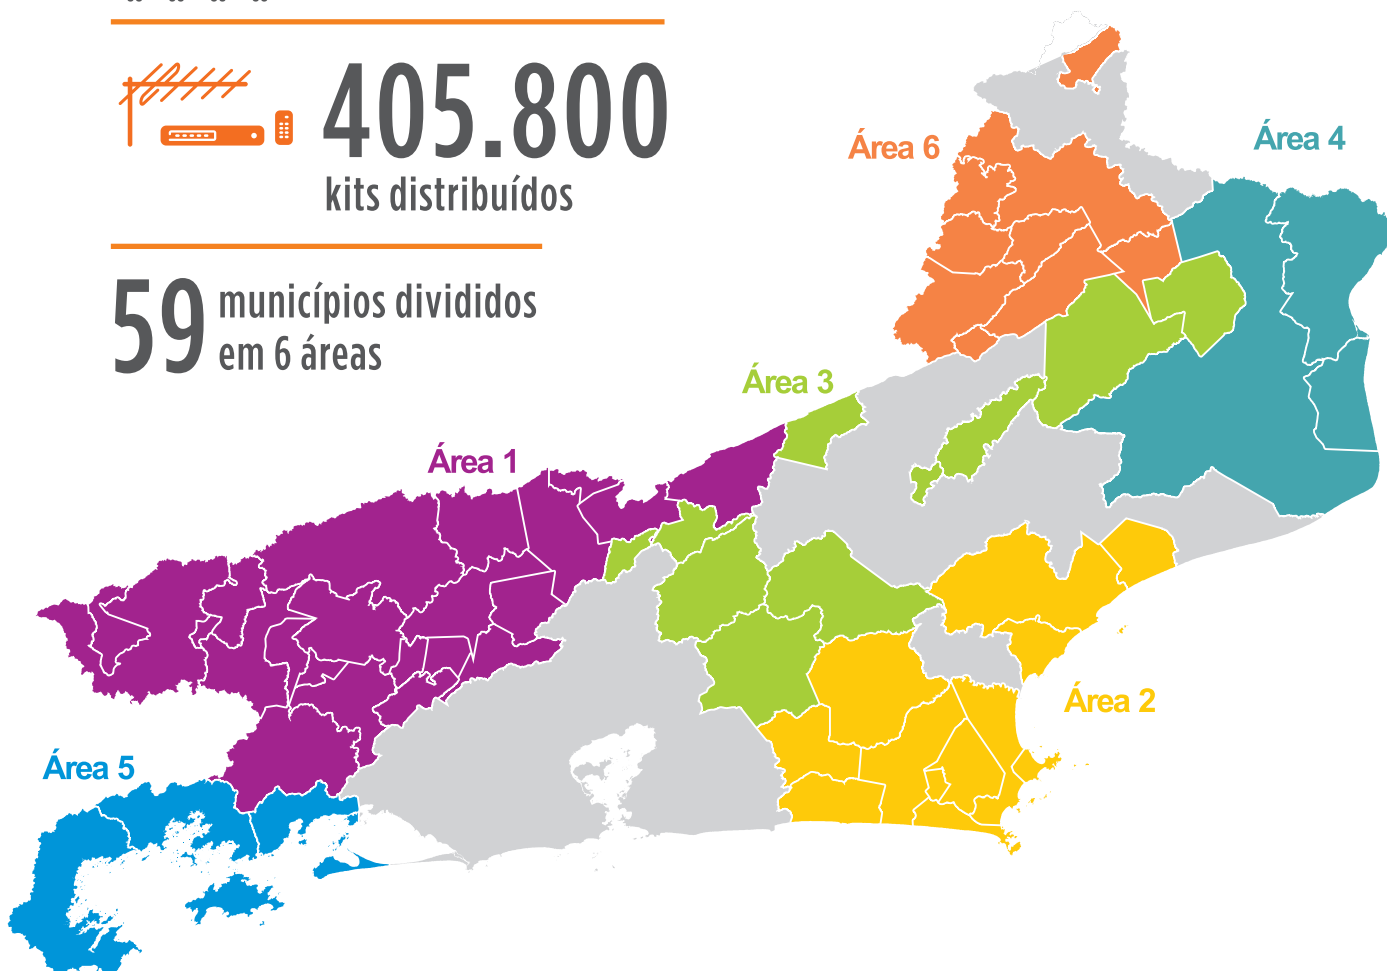 405.800
kits distribuídos
59 municípios divididos
em 6 áreas
Área 6
Área 4
Área 3
Área 1
Área 2
Área 5